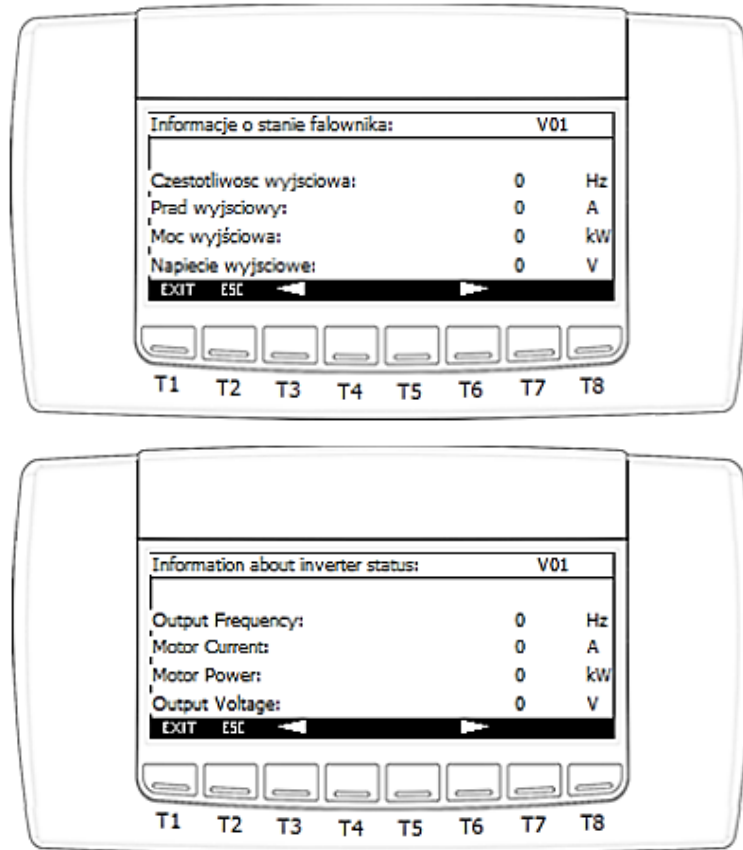 Informacje o stanie falownika: V01
Czestotliwosc wyjsciowa: 0 Hz
Prad wyjsciowy: 0 A
Moc wyjściowa: 0 kW
Napiecie wyjsciowe: 0 V
EXIT ESC
T1 T2 T3 T4 T5 T6 T7 T8
Information about inverter status: V01
Output Frequency: 0 Hz
Motor Current: 0 A
Motor Power: 0 kW
Output Voltage: 0 V
EXIT ESC
T1 T2 T3 T4 T5 T6 T7 T8